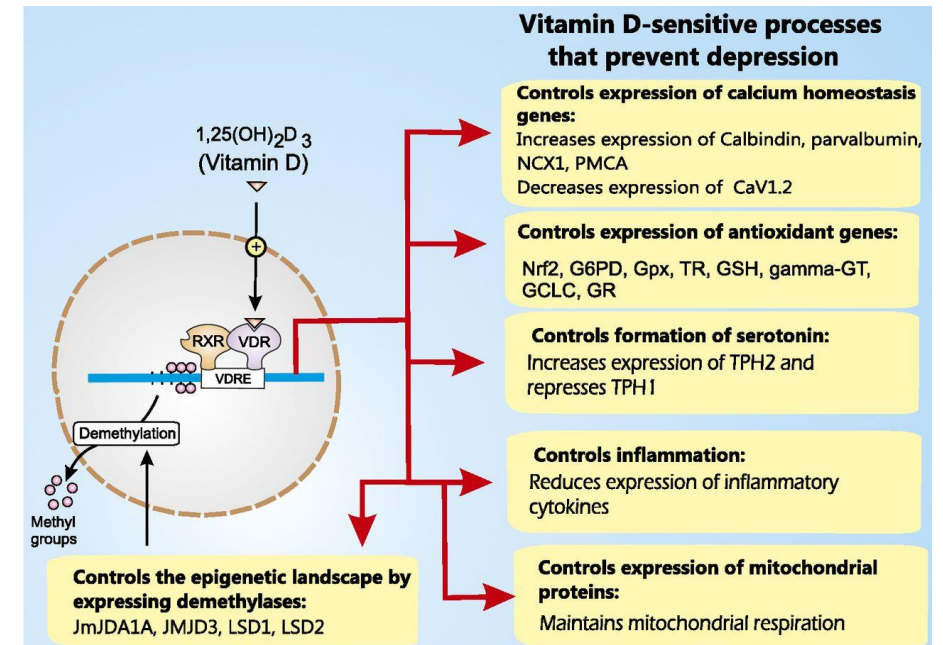 Vitamin D-sensitive processes
that prevent depression
1,25(OH)2D3
(Vitamin D)
+
RXR
VDR
VDRE
Demethylation
Methyl
groups
Controls the epigenetic landscape by
expressing demethylases:
JmJDA1A, JMJD3, LSD1, LSD2
Controls expression of calcium homeostasis
genes:
Increases expression of Calbindin, parvalbumin,
NCX1, PMCA
Decreases expression of CaV1.2
Controls expression of antioxidant genes:
Nrf2, G6PD, Gpx, TR, GSH, gamma-GT,
GCLC, GR
Controls formation of serotonin:
Increases expression of TPH2 and
represses TPH1
Controls inflammation:
Reduces expression of inflammatory
cytokines
Controls expression of mitochondrial
proteins:
Maintains mitochondrial respiration